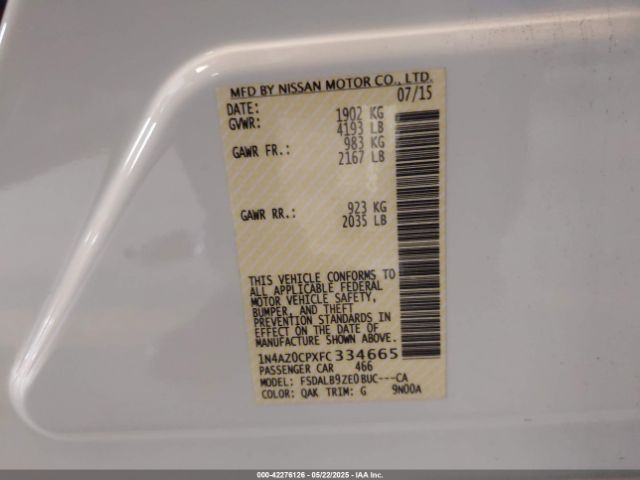 MFD BY NISSAN MOTOR CO., LTD.
DATE: 07/15
GVWR: 1902 KG
4193 LB
GAWR FR.: 983 KG
2167 LB
GAWR RR.: 923 KG
2035 LB
THIS VEHICLE CONFORMS TO
ALL APPLICABLE FEDERAL
MOTOR VEHICLE SAFETY,
BUMPER, AND THEFT
PREVENTION STANDARDS IN
EFFECT ON THE DATE OF
MANUFACTURE SHOWN ABOVE.
1N4AZ0CPXFC334665
PASSENGER CAR 466
MODEL: FSDALB9ZE0BUC---CA
COLOR: QAK TRIM: G 9N00A
000-42276126 - 05/22/2025 - IAA Inc.